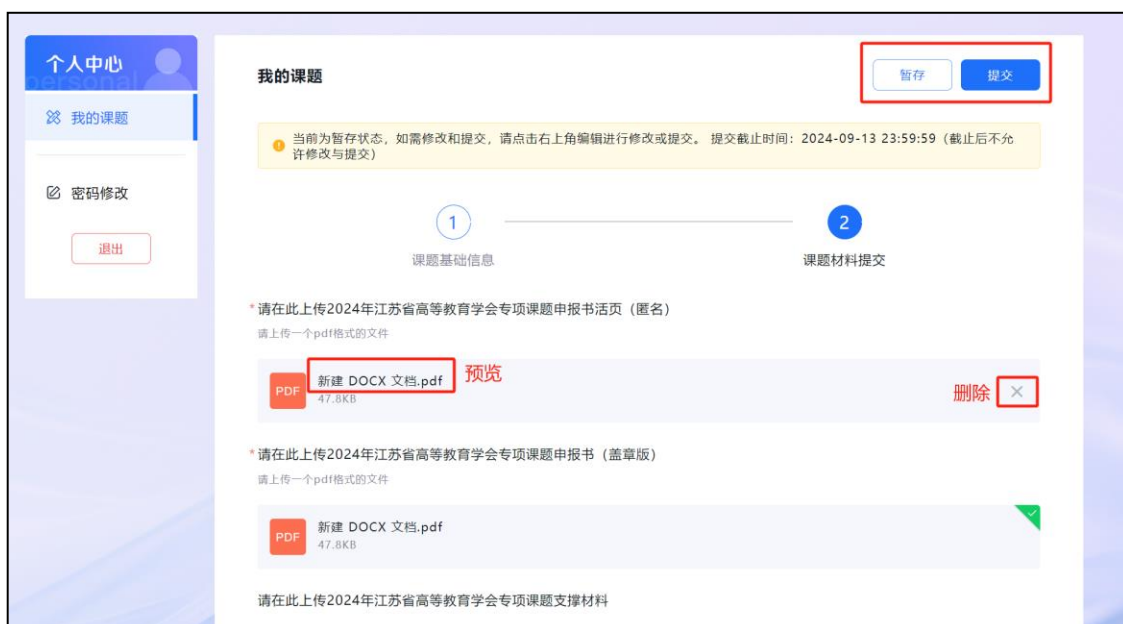 个人中心
personal
我的课题
密码修改
退出
我的课题
暂存
提交
当前为暂存状态，如需修改和提交，请点击右上角编辑进行修改或提交。 提交截止时间：2024-09-13 23:59:59（截止后不允
许修改与提交）
1
2
课题基础信息
课题材料提交
*请在此上传2024年江苏省高等教育学会专项课题申报书活页（匿名）
请上传一个pdf格式的文件
PDF
新建 DOCX 文档.pdf
预览
47.8KB
删除
*请在此上传2024年江苏省高等教育学会专项课题申报书（盖章版）
请上传一个pdf格式的文件
PDF
新建 DOCX 文档.pdf
47.8KB
请在此上传2024年江苏省高等教育学会专项课题支撑材料